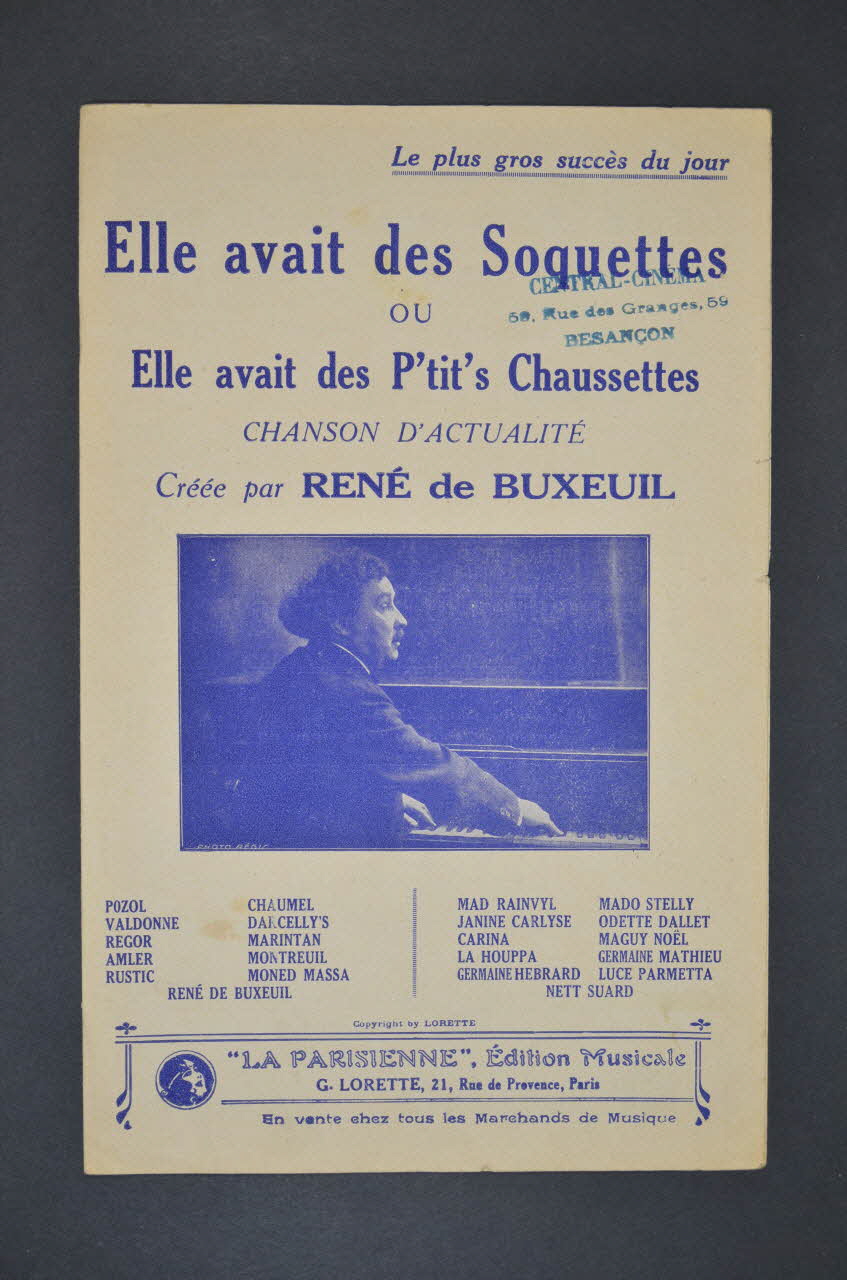 Le plus gros succès du jour
Elle avait des Soquettes
CENTRAL-CINEMA
59, Rue des Granges, 59
BESANÇON
OU
Elle avait des P'tit's Chaussettes
CHANSON D'ACTUALITÉ
Créée par RENÉ de BUXEUIL
PHOTO RÉGIS
POZOL CHAUMEL
VALDONNE DARCELLY'S
REGOR MARINTAN
AMLER MONTREUIL
RUSTIC MONED MASSA
RENÉ DE BUXEUIL
MAD RAINVYL MADO STELLY
JANINE CARLYSE ODETTE DALLET
CARINA MAGUY NOËL
LA HOUPPA GERMAINE MATHIEU
GERMAINE HEBRARD LUCE PARMETTA
NETT SUARD
Copyright by LORETTE
"LA PARISIENNE", Édition Musicale
G. LORETTE, 21, Rue de Provence, Paris
En vente chez tous les Marchands de Musique